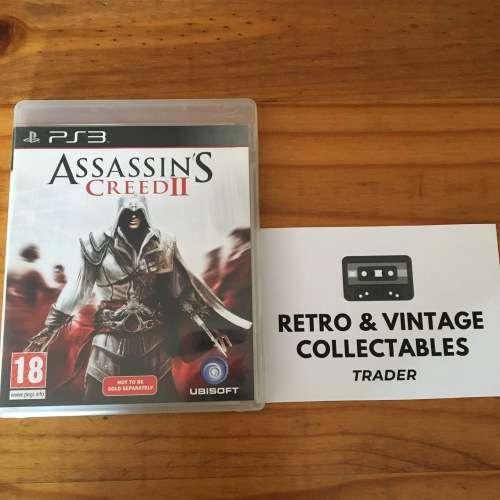 PS3
ASSASSIN'S
CREED II
18
www.pegi.info
NOT TO BE
SOLD SEPARATELY
UBISOFT
RETRO & VINTAGE
COLLECTABLES
TRADER